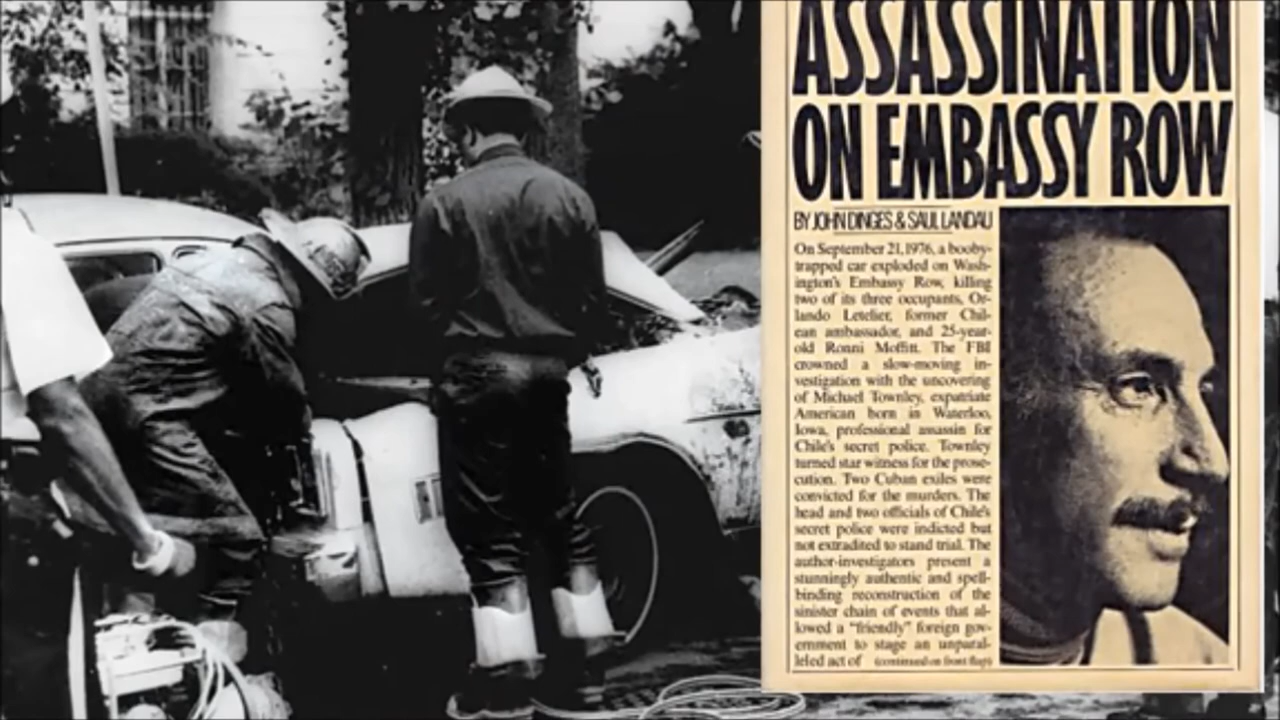 ASSASSINATION
ON EMBASSY ROW
BY JOHN DINGES & SAUL LANDAU
On September 21, 1976, a booby-
trapped car exploded on Wash-
ington's Embassy Row, killing
two of its three occupants, Or-
lando Letelier, former Chil-
ean ambassador, and 25-year-
old Ronni Moffitt. The FBI
crowned a slow-moving in-
vestigation with the uncovering
of Michael Townley, expatriate
American born in Waterloo,
Iowa, professional assassin for
Chile's secret police. Townley
turned star witness for the prose-
cution. Two Cuban exiles were
convicted for the murders. The
head and two officials of Chile's
secret police were indicted but
not extradited to stand trial. The
author-investigators present a
stunningly authentic and spell-
binding reconstruction of the
sinister chain of events that al-
lowed a "friendly" foreign gov-
ernment to stage an unparal-
leled act of (continued on front flap)